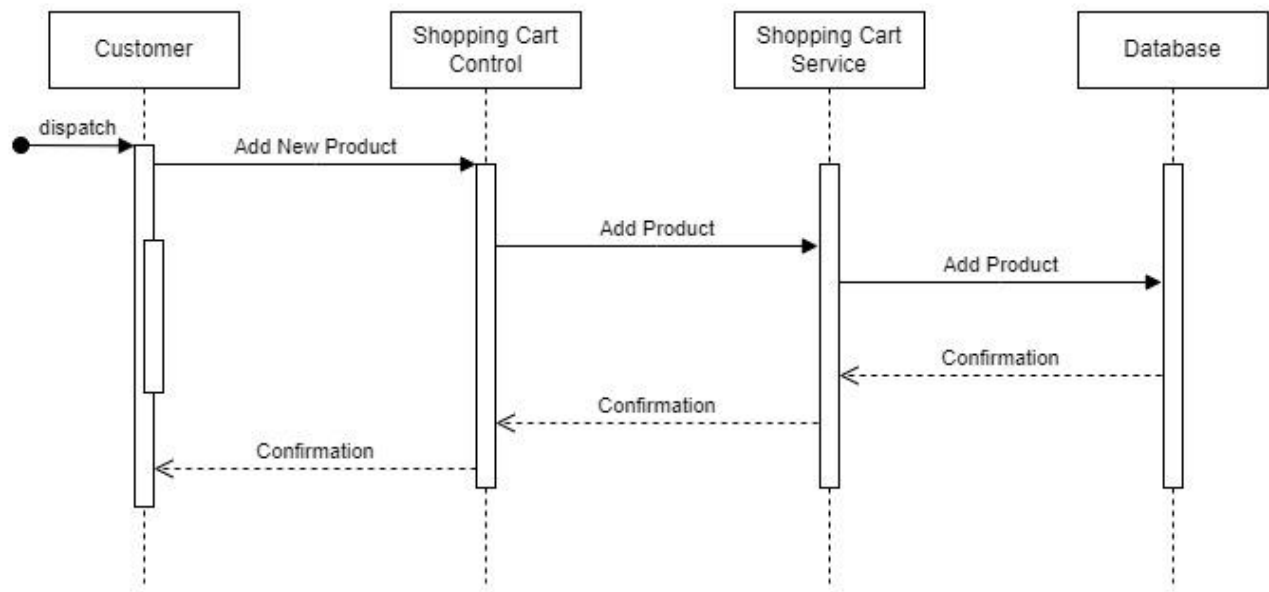 Customer
Shopping Cart
Control
Shopping Cart
Service
Database
dispatch
Add New Product
Add Product
Add Product
Confirmation
Confirmation
Confirmation